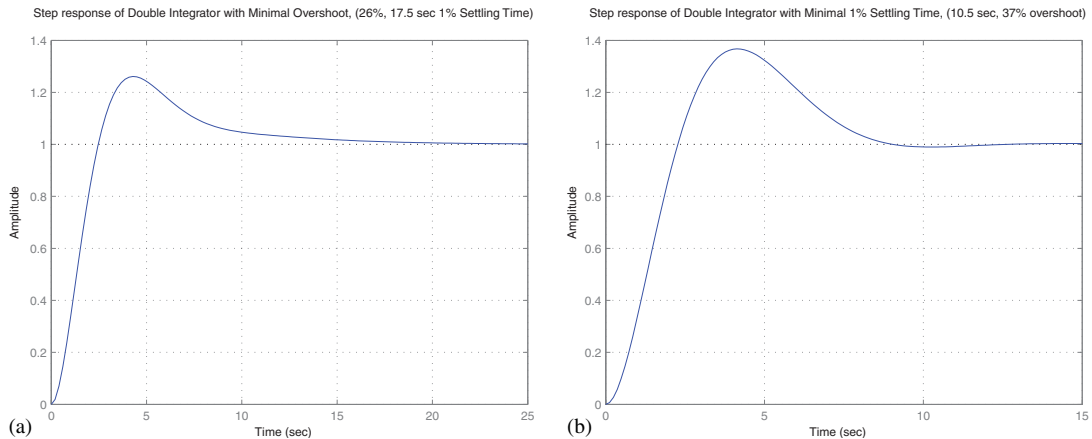 Step response of Double Integrator with Minimal Overshoot, (26%, 17.5 sec 1% Settling Time)
1.4
1.2
1
0.8
0.6
0.4
0.2
0
Amplitude
0 5 10 15 20 25
Time (sec)
(a)
Step response of Double Integrator with Minimal 1% Settling Time, (10.5 sec, 37% overshoot)
1.4
1.2
1
0.8
0.6
0.4
0.2
0
Amplitude
0 5 10 15
Time (sec)
(b)